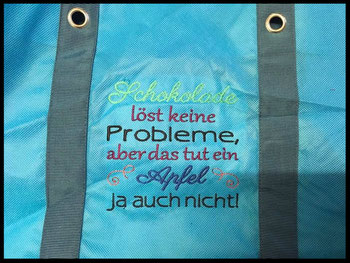 Schokolade
löst keine
Probleme,
aber das tut ein
Apfel
ja auch nicht!